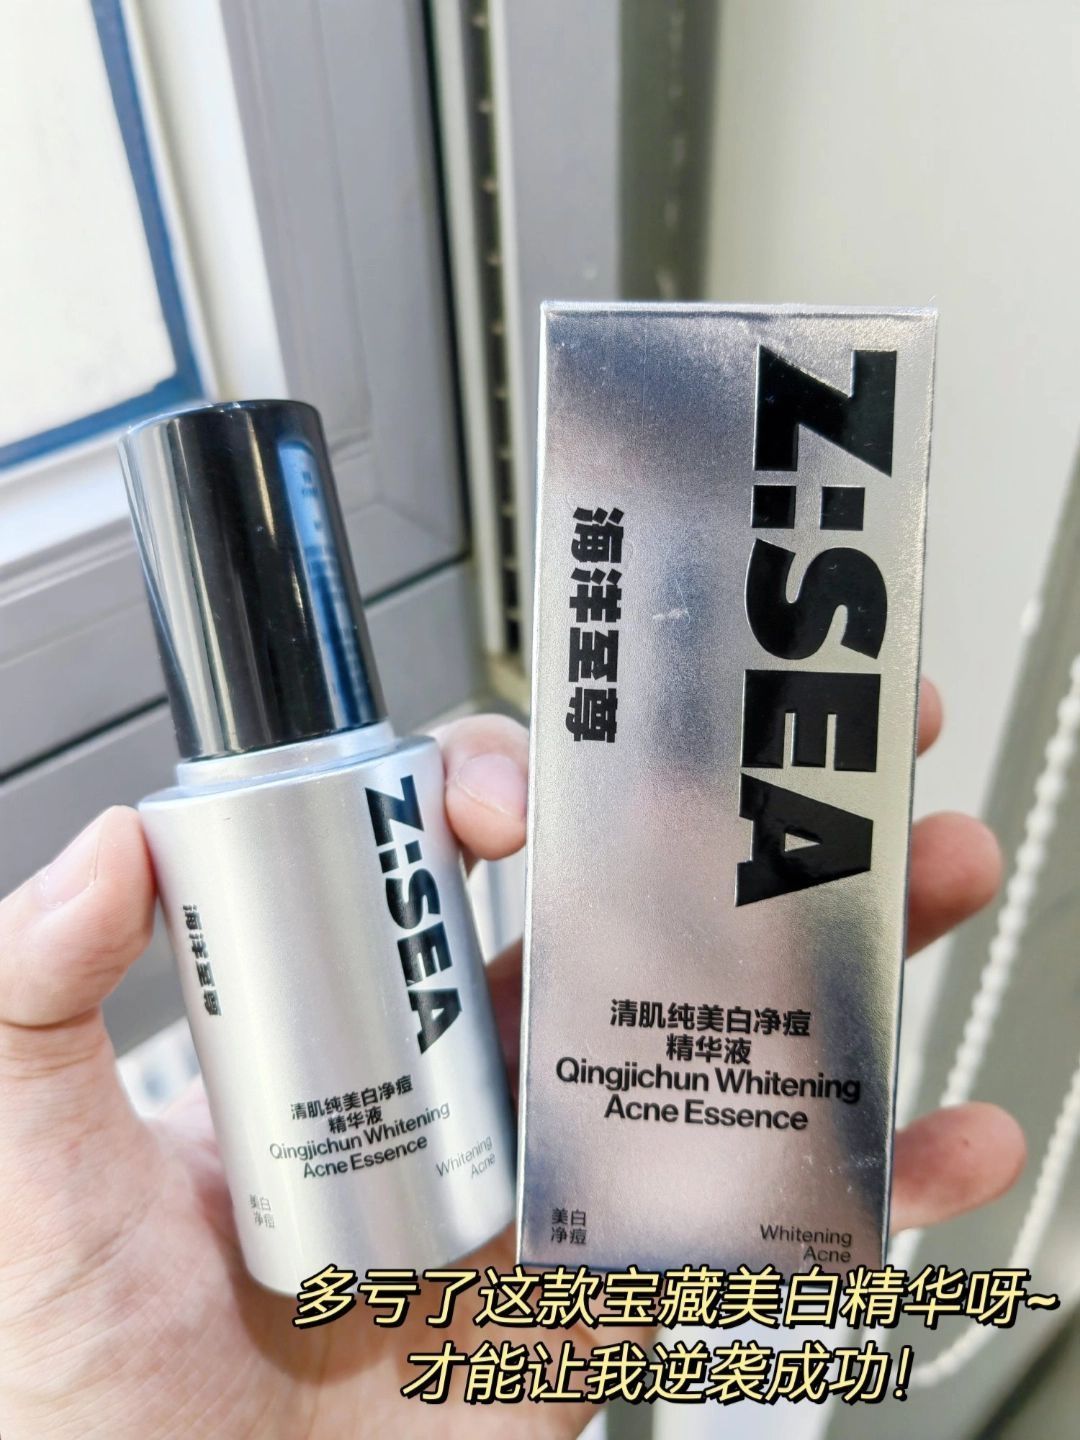 Z:SEA
海洋至尊
清肌纯美白净痘
精华液
Qingjichun Whitening
Acne Essence
Whitening
Acne
美白
净痘
Z:SEA
海洋至尊
清肌纯美白净痘
精华液
Qingjichun Whitening
Acne Essence
美白
净痘
Whitening
Acne
多亏了这款宝藏美白精华呀~
才能让我逆袭成功！